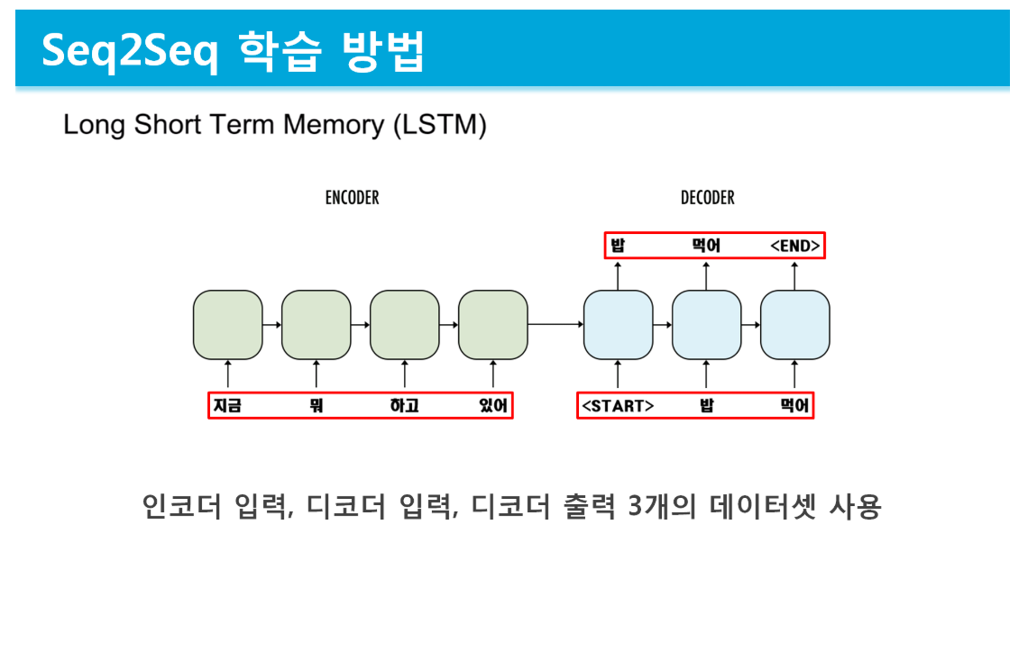 Seq2Seq 학습 방법
Long Short Term Memory (LSTM)
ENCODER
DECODER
밥 먹어 <END>
지금 뭐 하고 있어
<START> 밥 먹어
인코더 입력, 디코더 입력, 디코더 출력 3개의 데이터셋 사용